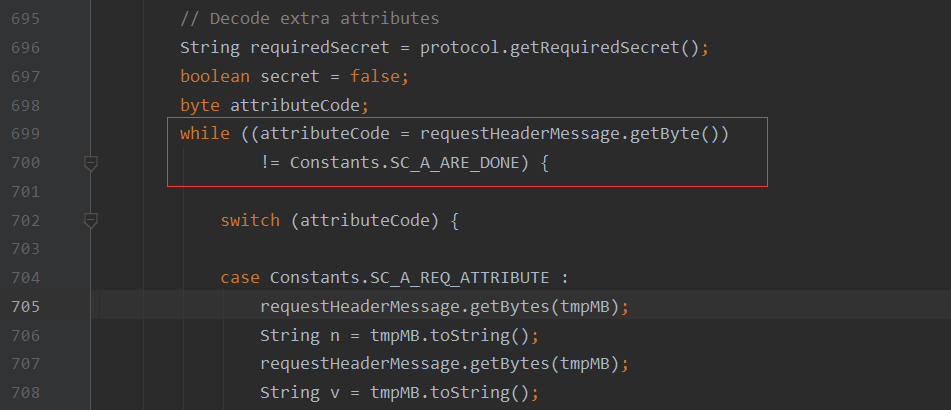 695 // Decode extra attributes
696 String requiredSecret = protocol.getRequiredSecret();
697 boolean secret = false;
698 byte attributeCode;
699 while ((attributeCode = requestHeaderMessage.getByte())
700 != Constants.SC_A_ARE_DONE) {
701
702 switch (attributeCode) {
703
704 case Constants.SC_A_REQ_ATTRIBUTE :
705 requestHeaderMessage.getBytes(tmpMB);
706 String n = tmpMB.toString();
707 requestHeaderMessage.getBytes(tmpMB);
708 String v = tmpMB.toString();